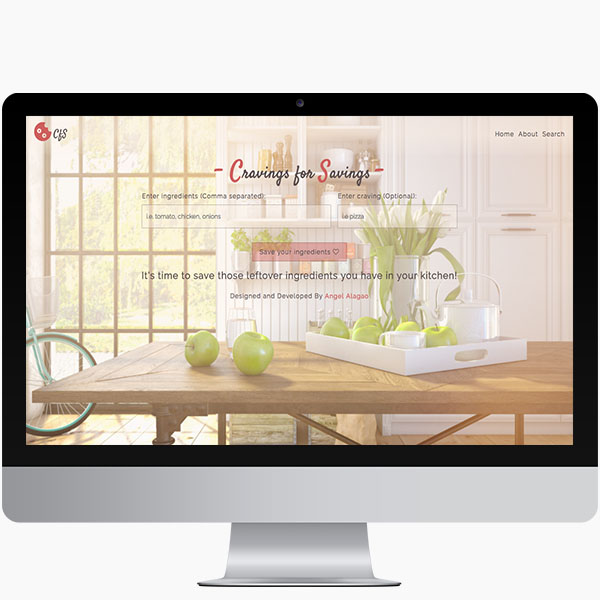 CfS
Home About Search
- Cravings for Savings -
Enter ingredients (Comma separated): Enter craving (Optional):
i.e. tomato, chicken, onions i.e pizza
Save your ingredients ♡
It's time to save those leftover ingredients you have in your kitchen!
Designed and Developed By Angel Alagao